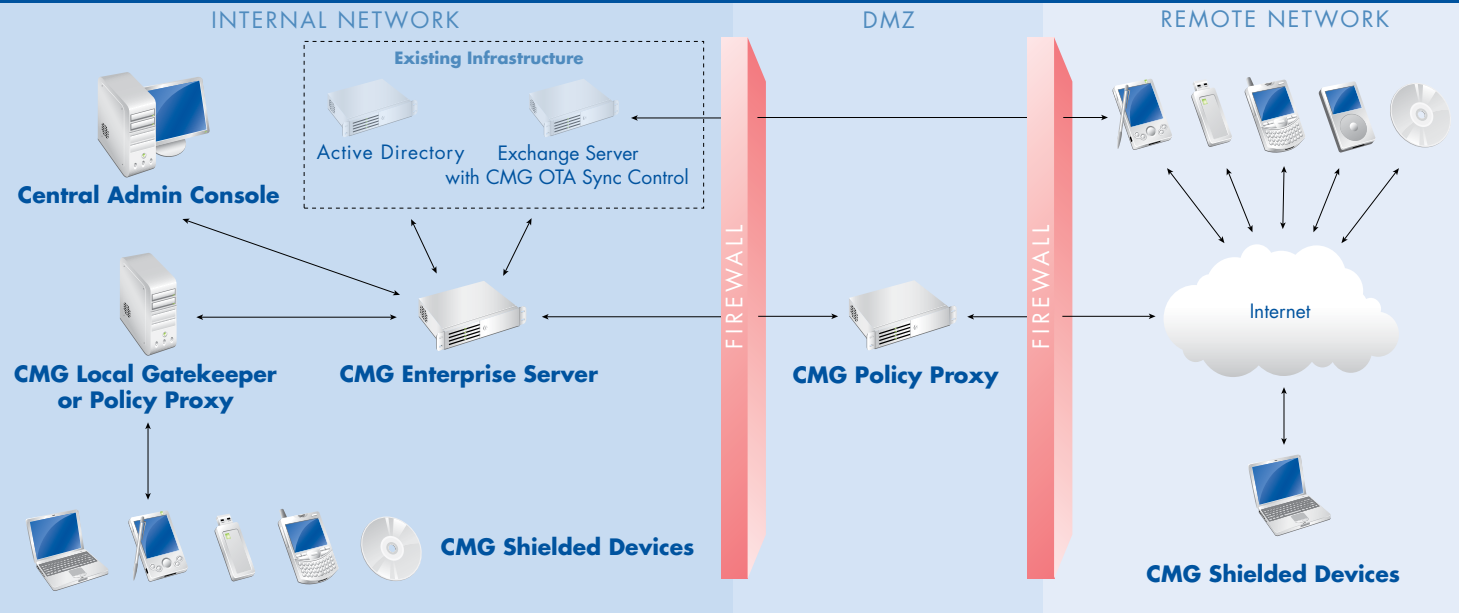 INTERNAL NETWORK
DMZ
REMOTE NETWORK
Existing Infrastructure
Active Directory
Exchange Server
with CMG OTA Sync Control
Central Admin Console
FIREWALL
FIREWALL
Internet
CMG Local Gatekeeper
or Policy Proxy
CMG Enterprise Server
CMG Policy Proxy
CMG Shielded Devices
CMG Shielded Devices